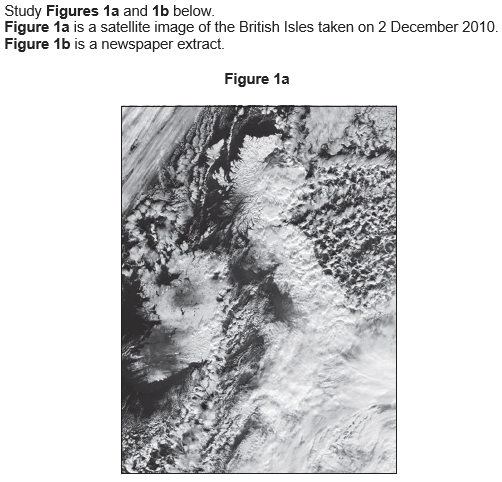 Study Figures 1a and 1b below.
Figure 1a is a satellite image of the British Isles taken on 2 December 2010.
Figure 1b is a newspaper extract.
Figure 1a